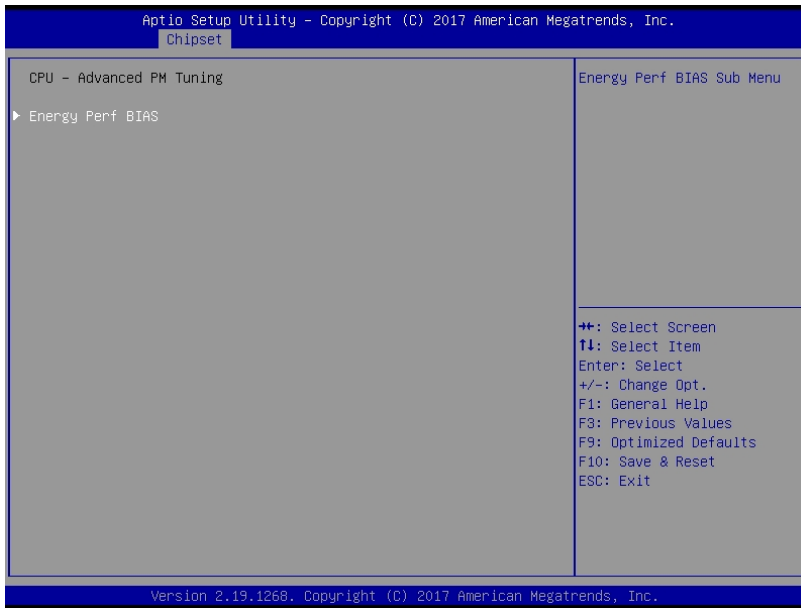 Aptio Setup Utility – Copyright (C) 2017 American Megatrends, Inc.
Chipset
CPU – Advanced PM Tuning
Energy Perf BIAS
Energy Perf BIAS Sub Menu
→←: Select Screen
↑↓: Select Item
Enter: Select
+/-: Change Opt.
F1: General Help
F3: Previous Values
F9: Optimized Defaults
F10: Save & Reset
ESC: Exit
Version 2.19.1268. Copyright (C) 2017 American Megatrends, Inc.